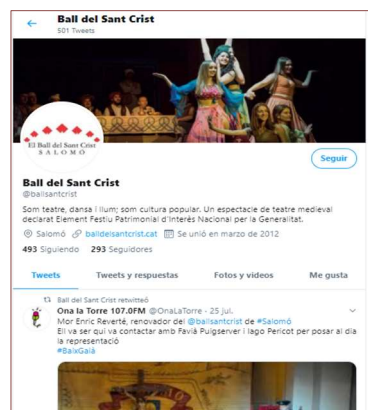 Ball del Sant Crist
501 Tweets
El Ball del Sant Crist
SALOMÓ
Seguir
Ball del Sant Crist
@ballsantcrist
Som teatre, dansa i llum; som cultura popular. Un espectacle de teatre medieval
declarat Element Festiu Patrimonial d'Interès Nacional per la Generalitat.
Salomó balldelsantcrist.cat Se unió en marzo de 2012
493 Siguiendo 293 Seguidores
Tweets Tweets y respuestas Fotos y vídeos Me gusta
Ball del Sant Crist retwitteó
Ona la Torre 107.0FM @OnaLaTorre · 25 jul.
Mor Enric Reverté, renovador del @ballsantcrist de #Salomó
Ell va ser qui va contactar amb Favià Puigserver i Iago Pericot per posar al dia
la representació
#BaixGaià